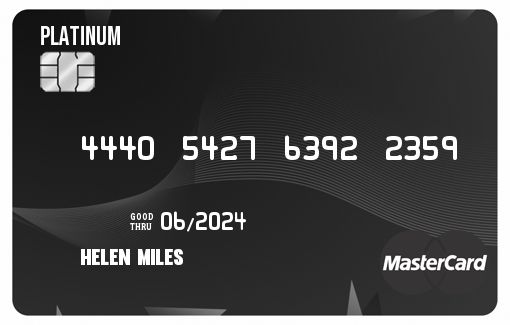 PLATINUM
4440 5427 6392 2359
GOOD THRU 06/2024
HELEN MILES
MasterCard